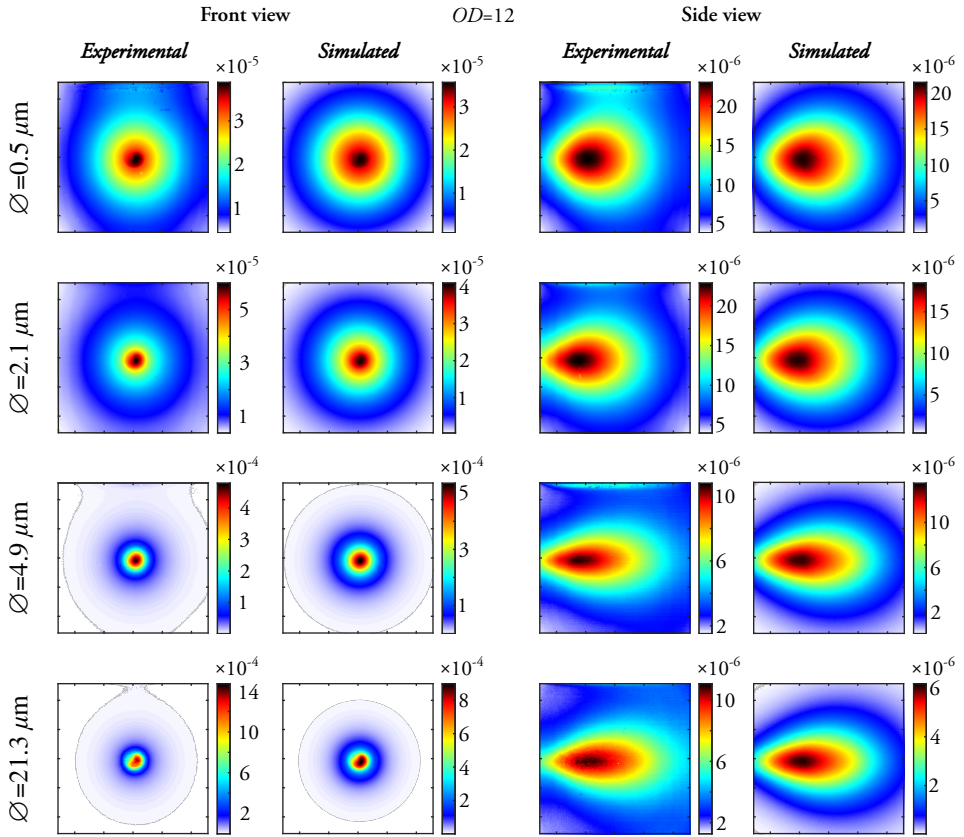 Front view OD=12 Side view
Experimental Simulated Experimental Simulated
×10-5 ×10-5 ×10-6 ×10-6
Ø=0.5 μm
3 2 1
3 2 1
20 15 10 5
20 15 10 5
×10-5 ×10-5 ×10-6 ×10-6
Ø=2.1 μm
5 3 1
4 3 2 1
20 15 10 5
15 10 5
×10-4 ×10-4 ×10-6 ×10-6
Ø=4.9 μm
4 3 2 1
5 4 3 2 1
10 6 2
10 6 2
×10-4 ×10-4 ×10-6 ×10-6
Ø=21.3 μm
14 10 6 2
8 6 4 2
10 6 2
6 4 2